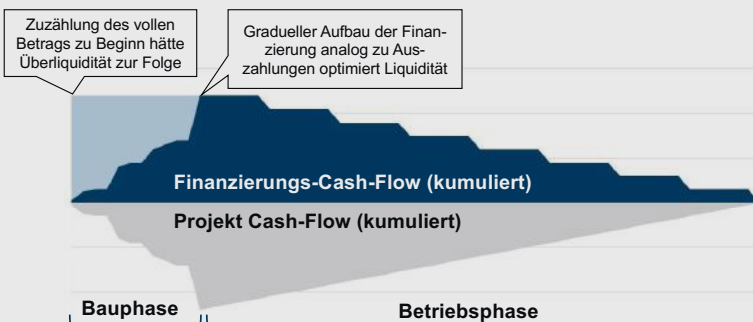 Zuzählung des vollen
Betrags zu Beginn hätte
Überliquidität zur Folge
Gradueller Aufbau der Finan-
zierung analog zu Aus-
zahlungen optimiert Liquidität
Finanzierungs-Cash-Flow (kumuliert)
Projekt Cash-Flow (kumuliert)
Bauphase
Betriebsphase